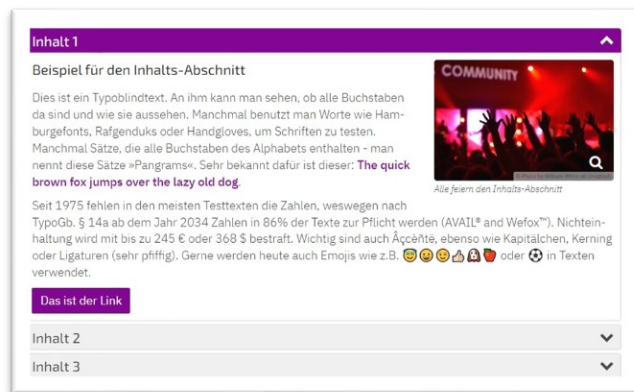 Inhalt 1
Beispiel für den Inhalts-Abschnitt
COMMUNITY
Dies ist ein Typoblindtext. An ihm kann man sehen, ob alle Buchstaben
da sind und wie sie aussehen. Manchmal benutzt man Worte wie Ham-
burgefonts, Rafgenduks oder Handgloves, um Schriften zu testen.
Manchmal Sätze, die alle Buchstaben des Alphabets enthalten - man
nennt diese Sätze »Pangrams«. Sehr bekannt dafür ist dieser: The quick
brown fox jumps over the lazy old dog.
Alle feiern den Inhalts-Abschnitt
Seit 1975 fehlen in den meisten Testtexten die Zahlen, weswegen nach
TypoGb. § 14a ab dem Jahr 2034 Zahlen in 86% der Texte zur Pflicht werden (AVAIL® and Wefox™). Nichtein-
haltung wird mit bis zu 245 € oder 368 $ bestraft. Wichtig sind auch Âçcèñtë, ebenso wie Kapitälchen, Kerning
oder Ligaturen (sehr pfiffig). Gerne werden heute auch Emojis wie z.B. 😇😀😉👍🐶🍎 oder ⚽ in Texten
verwendet.
Das ist der Link
Inhalt 2
Inhalt 3